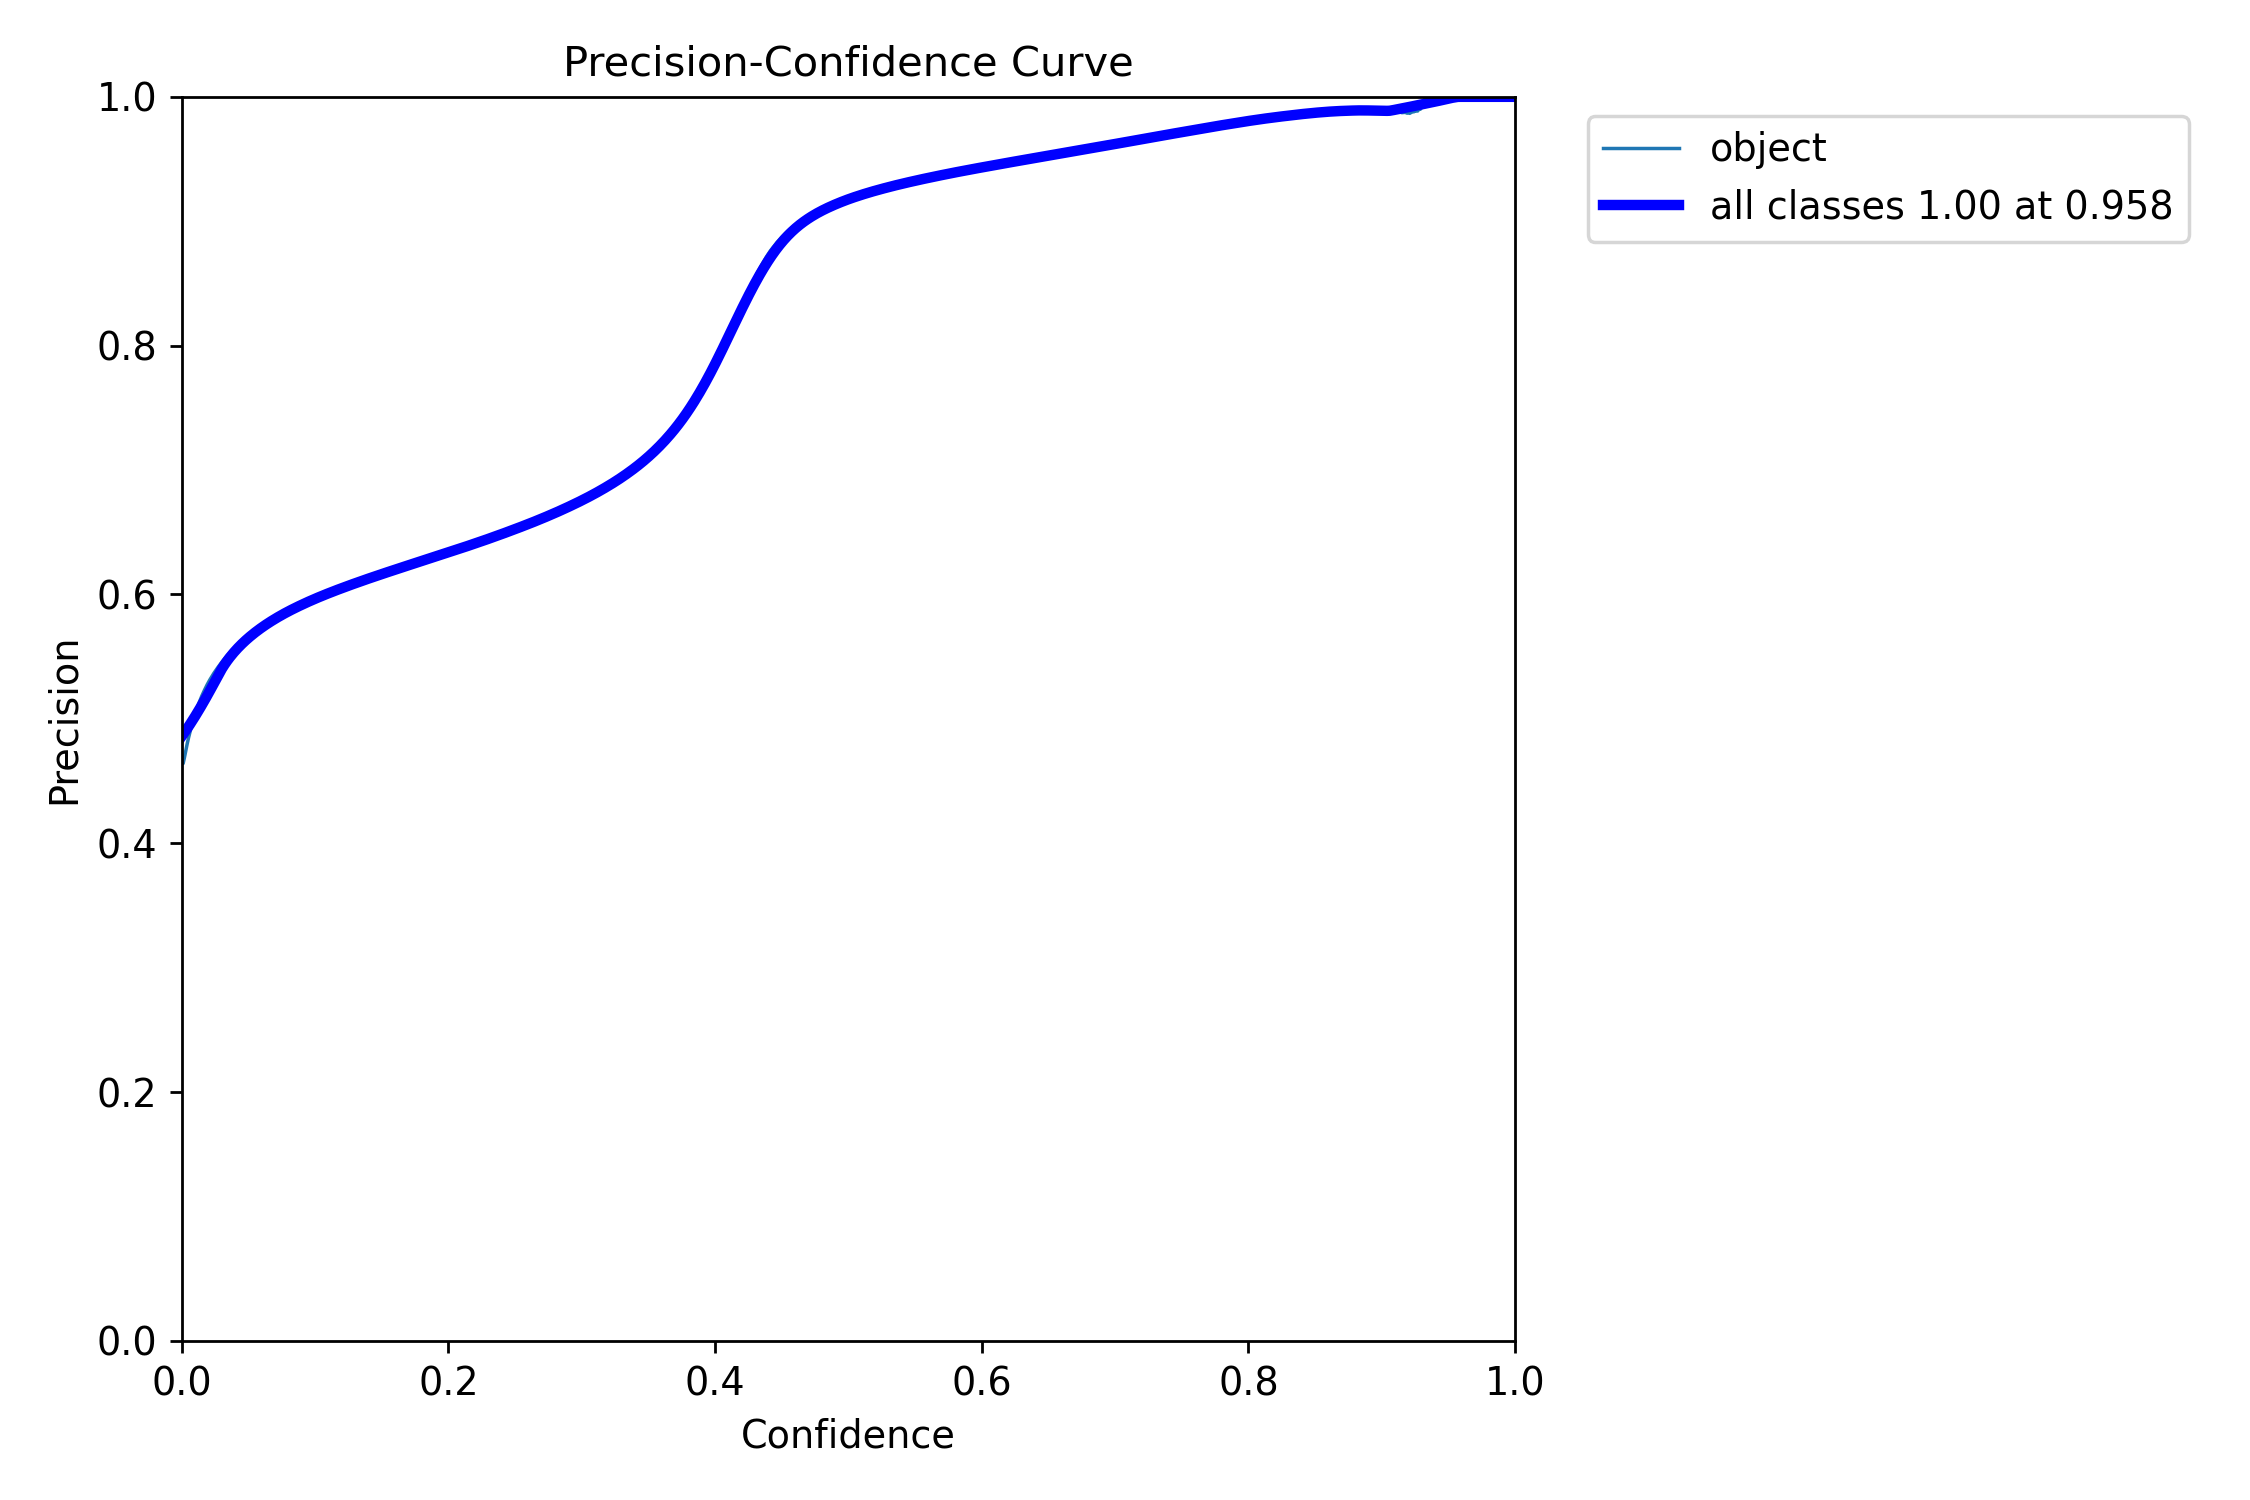 Precision-Confidence Curve
1.0
0.8
0.6
0.4
0.2
0.0
Precision
0.0 0.2 0.4 0.6 0.8 1.0
Confidence
object
all classes 1.00 at 0.958